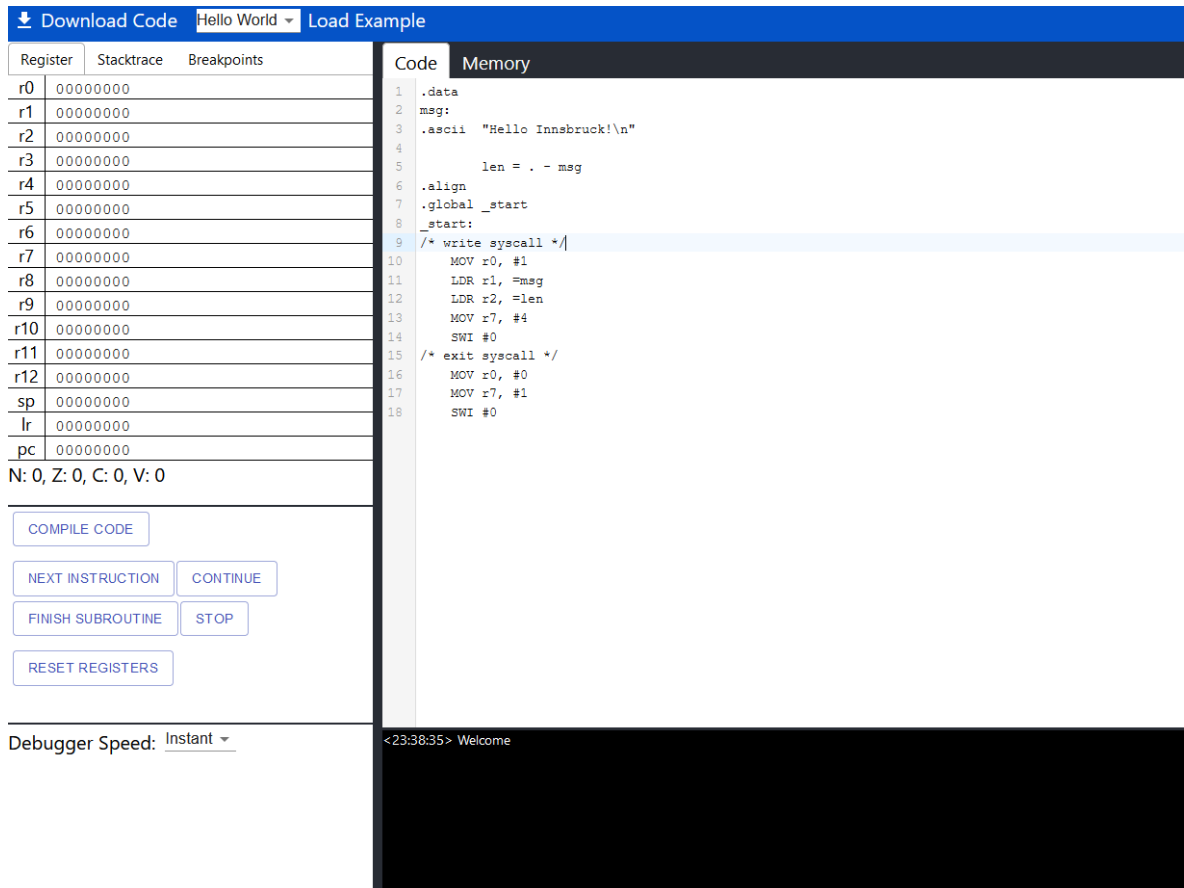 Download Code Hello World Load Example
Register Stacktrace Breakpoints
r0 00000000
r1 00000000
r2 00000000
r3 00000000
r4 00000000
r5 00000000
r6 00000000
r7 00000000
r8 00000000
r9 00000000
r10 00000000
r11 00000000
r12 00000000
sp 00000000
lr 00000000
pc 00000000
N: 0, Z: 0, C: 0, V: 0
COMPILE CODE
NEXT INSTRUCTION CONTINUE
FINISH SUBROUTINE STOP
RESET REGISTERS
Debugger Speed: Instant
Code Memory
1 .data
2 msg:
3 .ascii  "Hello Innsbruck!\n"
4
5         len = . - msg
6 .align
7 .global _start
8 _start:
9 /* write syscall */
10     MOV r0, #1
11     LDR r1, =msg
12     LDR r2, =len
13     MOV r7, #4
14     SWI #0
15 /* exit syscall */
16     MOV r0, #0
17     MOV r7, #1
18     SWI #0
<23:38:35> Welcome